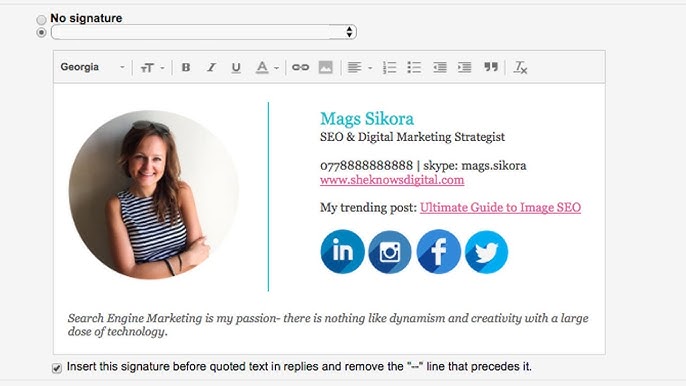 No signature
Georgia
Mags Sikora
SEO & Digital Marketing Strategist
0778888888888 | skype: mags.sikora
www.sheknowsdigital.com
My trending post: Ultimate Guide to Image SEO
in
Search Engine Marketing is my passion- there is nothing like dynamism and creativity with a large
dose of technology.
Insert this signature before quoted text in replies and remove the "--" line that precedes it.